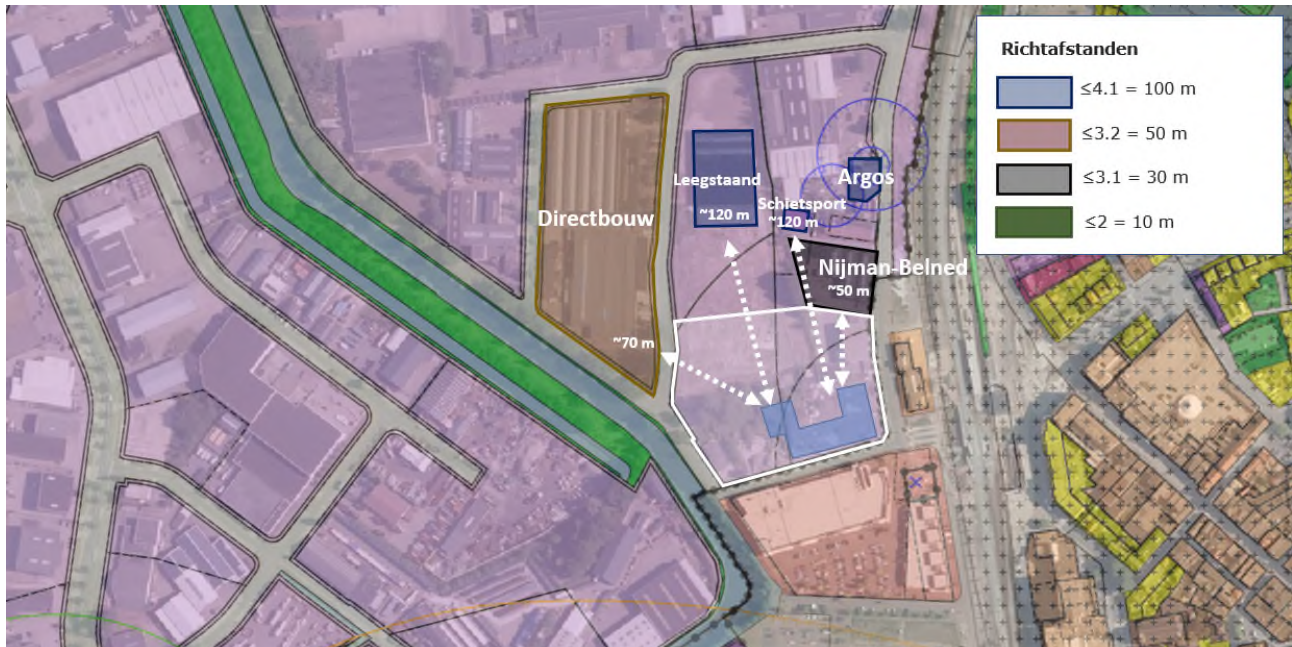 Richtafstanden
≤4.1 = 100 m
≤3.2 = 50 m
≤3.1 = 30 m
≤2 = 10 m
Leegstaand
~120 m
Argos
Schietsport
~120 m
Directbouw
Nijman-Belned
~50 m
~70 m